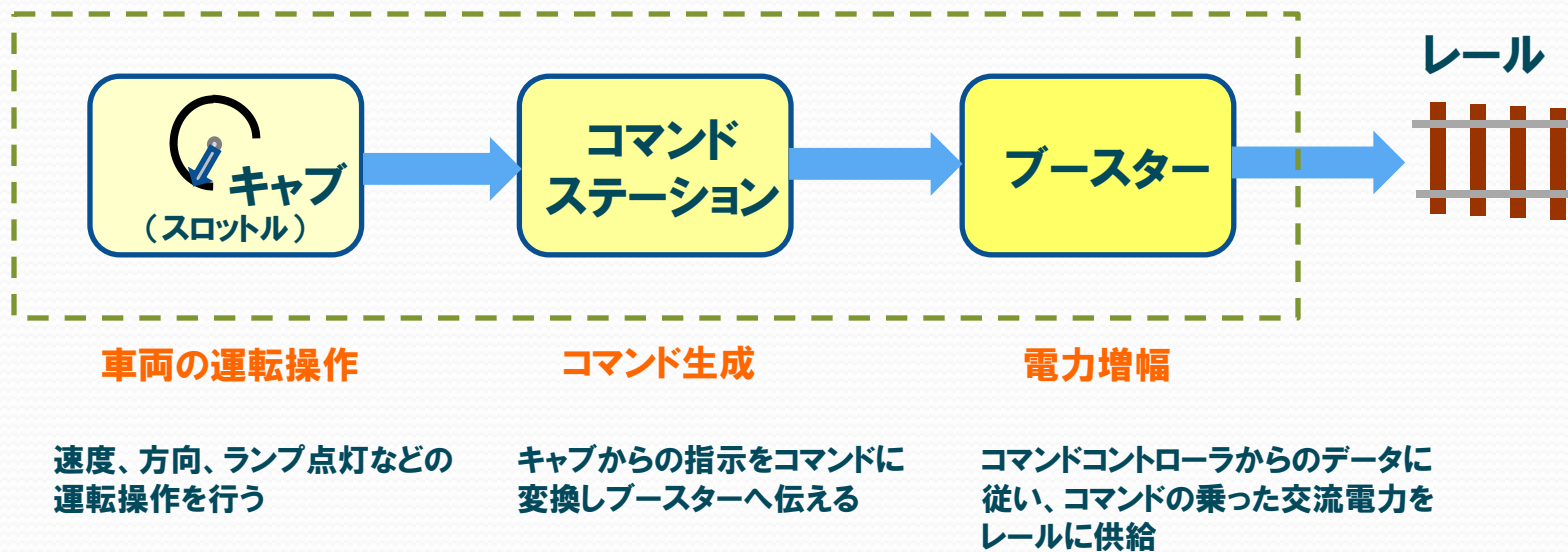 レール
キャブ
(スロットル)
コマンド
ステーション
ブースター
車両の運転操作
コマンド生成
電力増幅
速度、方向、ランプ点灯などの
運転操作を行う
キャブからの指示をコマンドに
変換しブースターへ伝える
コマンドコントローラからのデータに
従い、コマンドの乗った交流電力を
レールに供給